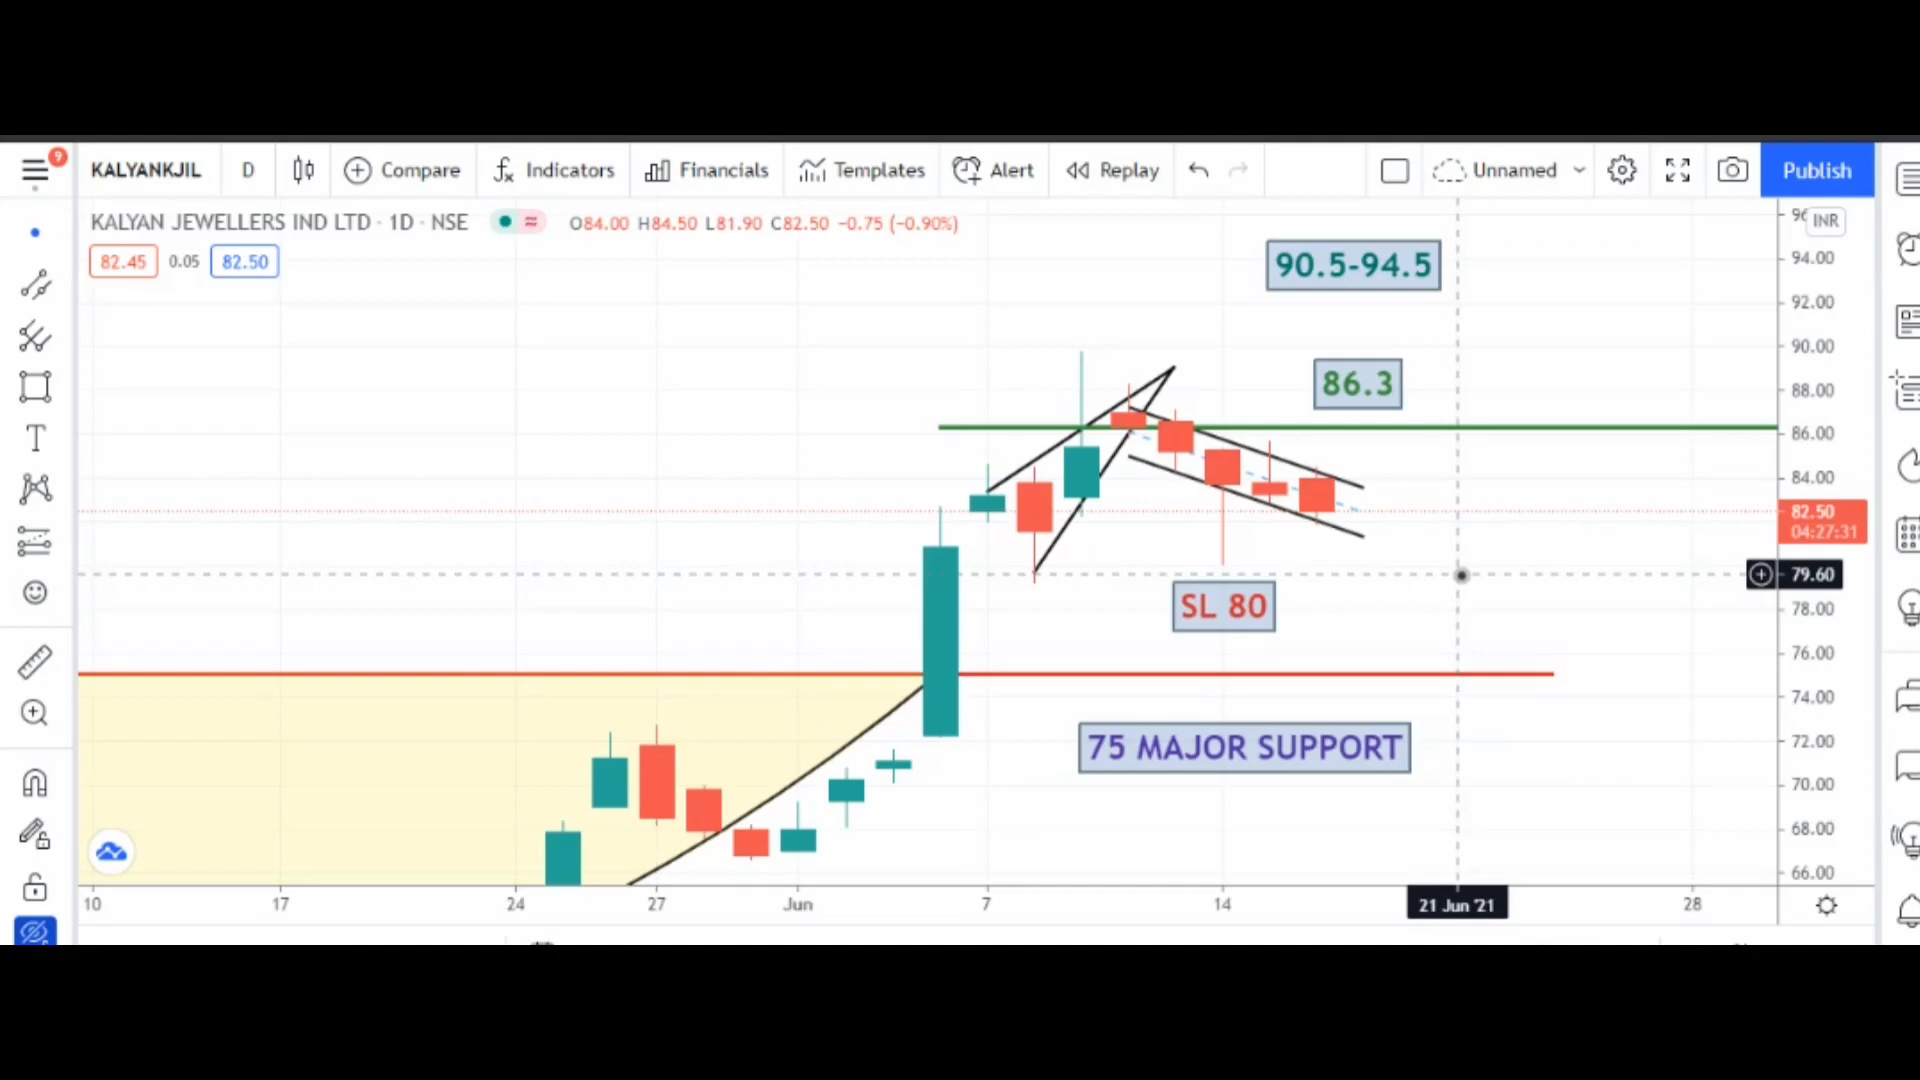 9
KALYANKJIL D Compare Indicators Financials Templates Alert Replay Unnamed Publish
KALYAN JEWELLERS IND LTD · 1D · NSE O84.00 H84.50 L81.90 C82.50 −0.75 (−0.90%)
INR
82.45 0.05 82.50
90.5-94.5
94.00
92.00
90.00
86.3
88.00
86.00
84.00
82.50
04:27:31
79.60
SL 80
78.00
76.00
74.00
75 MAJOR SUPPORT
72.00
70.00
68.00
66.00
10 17 24 27 Jun 7 14 21 Jun '21 28